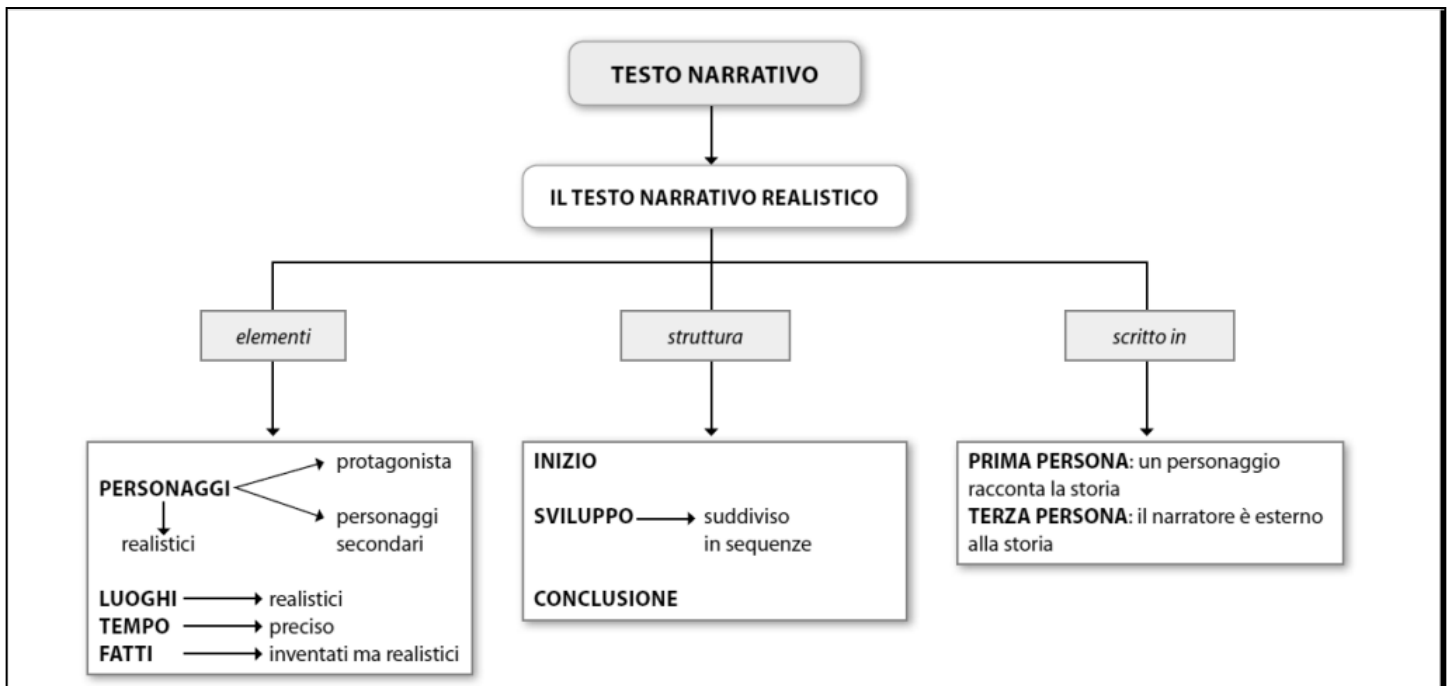 TESTO NARRATIVO
IL TESTO NARRATIVO REALISTICO
elementi
struttura
scritto in
protagonista
PERSONAGGI
personaggi
secondari
realistici
LUOGHI realistici
TEMPO preciso
FATTI inventati ma realistici
INIZIO
SVILUPPO suddiviso
in sequenze
CONCLUSIONE
PRIMA PERSONA: un personaggio
racconta la storia
TERZA PERSONA: il narratore è esterno
alla storia